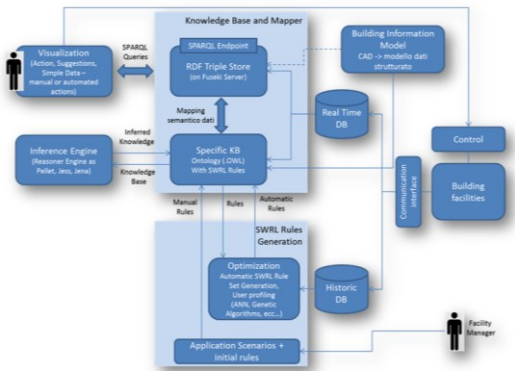 Knowledge Base and Mapper
Visualization
(Action, Suggestions,
Simple Data –
manual or automated
actions)
SPARQL
Queries
SPARQL Endpoint
RDF Triple Store
(on Fuseki Server)
Building Information
Model
CAD -> modello dati
strutturato
Mapping
semantico dati
Real Time
DB
Control
Inferred
Knowledge
Inference Engine
(Reasoner Engine as
Pellet, Jess, Jena)
Knowledge
Base
Specific KB
Ontology (.OWL)
With SWRL Rules
Communication
interface
Building
facilities
Manual
Rules
Rules
Automatic
Rules
SWRL Rules
Generation
Optimization
Automatic SWRL Rule
Set Generation,
User profiling
(ANN, Genetic
Algorithms, ecc...)
Historic
DB
Application Scenarios +
initial rules
Facility
Manager